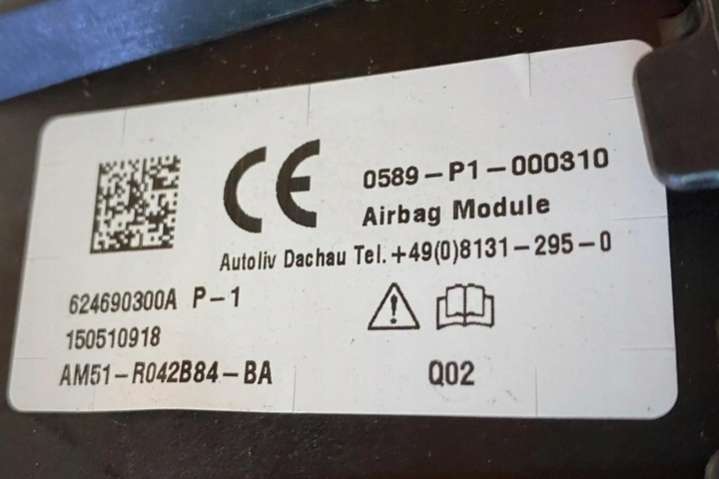 CE
0589-P1-000310
Airbag Module
Autoliv Dachau Tel. +49(0)8131-295-0
624690300A P-1
150510918
AM51-R042B84-BA
Q02